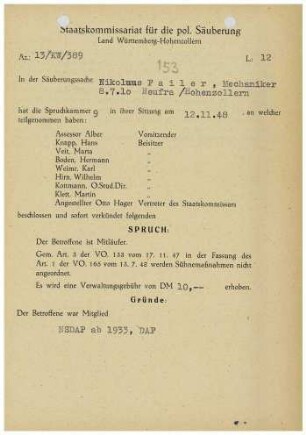 Staatskommissariat für die pol. Säuberung
Land Württemberg-Hohenzollern
Az.: 13/KW/389
L. 12
153
In der Säuberungssache Nikolaus Failer, Mechaniker
8.7.10 Neufra /Hohenzollern
hat die Spruchkammer 9 in ihrer Sitzung am 12.11.48 , an welcher
teilgenommen haben:
Assessor Alber Vorsitzender
Knapp, Hans Beisitzer
Veit, Maria "
Boden, Hermann "
Weimr, Karl "
Hirn, Wilhelm "
Kottmann, O.Stud.Dir. "
Klett, Martin "
Angestellter Otto Hager Vertreter des Staatskommissars
beschlossen und sofort verkündet folgenden
SPRUCH:
Der Betroffene ist Mitläufer.
Gem. Art. 3 der VO. 133 vom 17. 11. 47 in der Fassung des
Art. 1 der VO. 165 vom 13. 7. 48 werden Sühnemaßnahmen nicht
angeordnet.
Es wird eine Verwaltungsgebühr von DM 10,-- erhoben.
Gründe:
Der Betroffene war Mitglied
NSDAP ab 1933, DAF